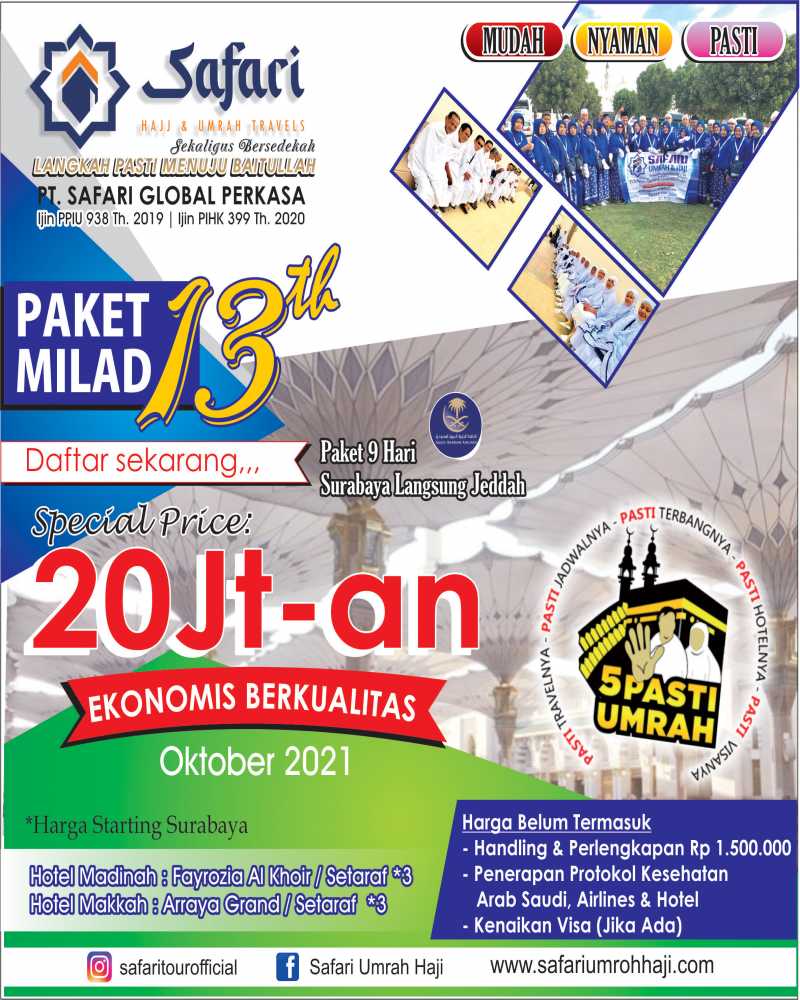 Safari
HAJJ & UMRAH TRAVELS
Sekaligus Bersedekah
LANGKAH PASTI MENUJU BAITULLAH
PT. SAFARI GLOBAL PERKASA
Ijin PPIU 938 Th. 2019 | Ijin PIHK 399 Th. 2020
MUDAH
NYAMAN
PASTI
SAFARI
UMRAH & HAJI
PAKET
MILAD
13th
Daftar sekarang,,,
Paket 9 Hari
Surabaya Langsung Jeddah
Special Price:
20Jt-an
EKONOMIS BERKUALITAS
Oktober 2021
PASTI TRAVELNYA - PASTI JADWALNYA - PASTI TERBANGNYA - PASTI HOTELNYA - PASTI VISANYA
5 PASTI
UMRAH
*Harga Starting Surabaya
Hotel Madinah : Fayrozia Al Khoir / Setaraf *3
Hotel Makkah : Arraya Grand / Setaraf *3
Harga Belum Termasuk
- Handling & Perlengkapan Rp 1.500.000
- Penerapan Protokol Kesehatan
Arab Saudi, Airlines & Hotel
- Kenaikan Visa (Jika Ada)
safaritourofficial
Safari Umrah Haji
www.safariumrohhaji.com